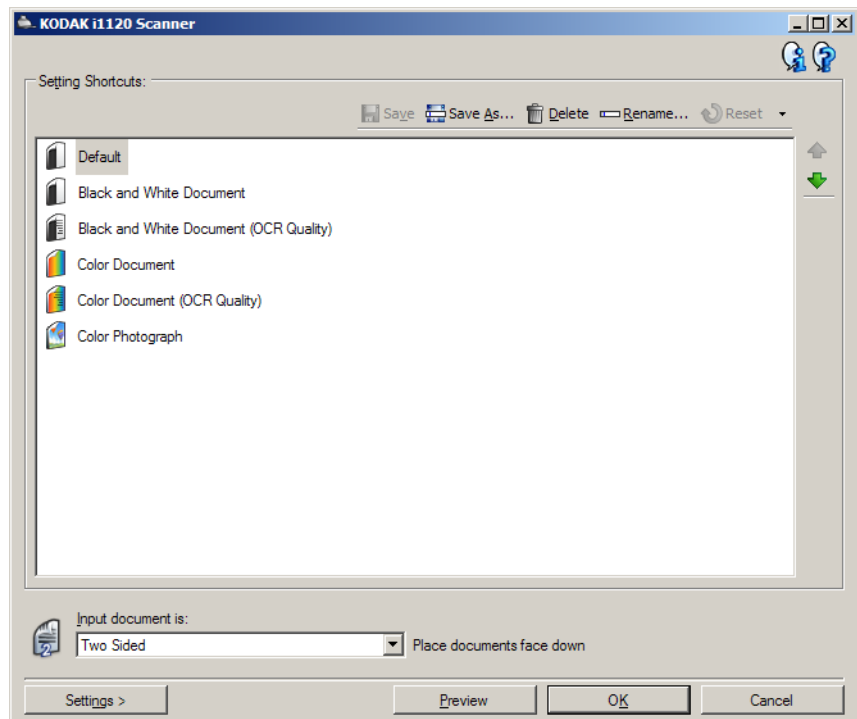 KODAK i1120 Scanner
Setting Shortcuts:
Save Save As... Delete Rename... Reset
Default
Black and White Document
Black and White Document (OCR Quality)
Color Document
Color Document (OCR Quality)
Color Photograph
Input document is:
2 Two Sided Place documents face down
Settings > Preview OK Cancel